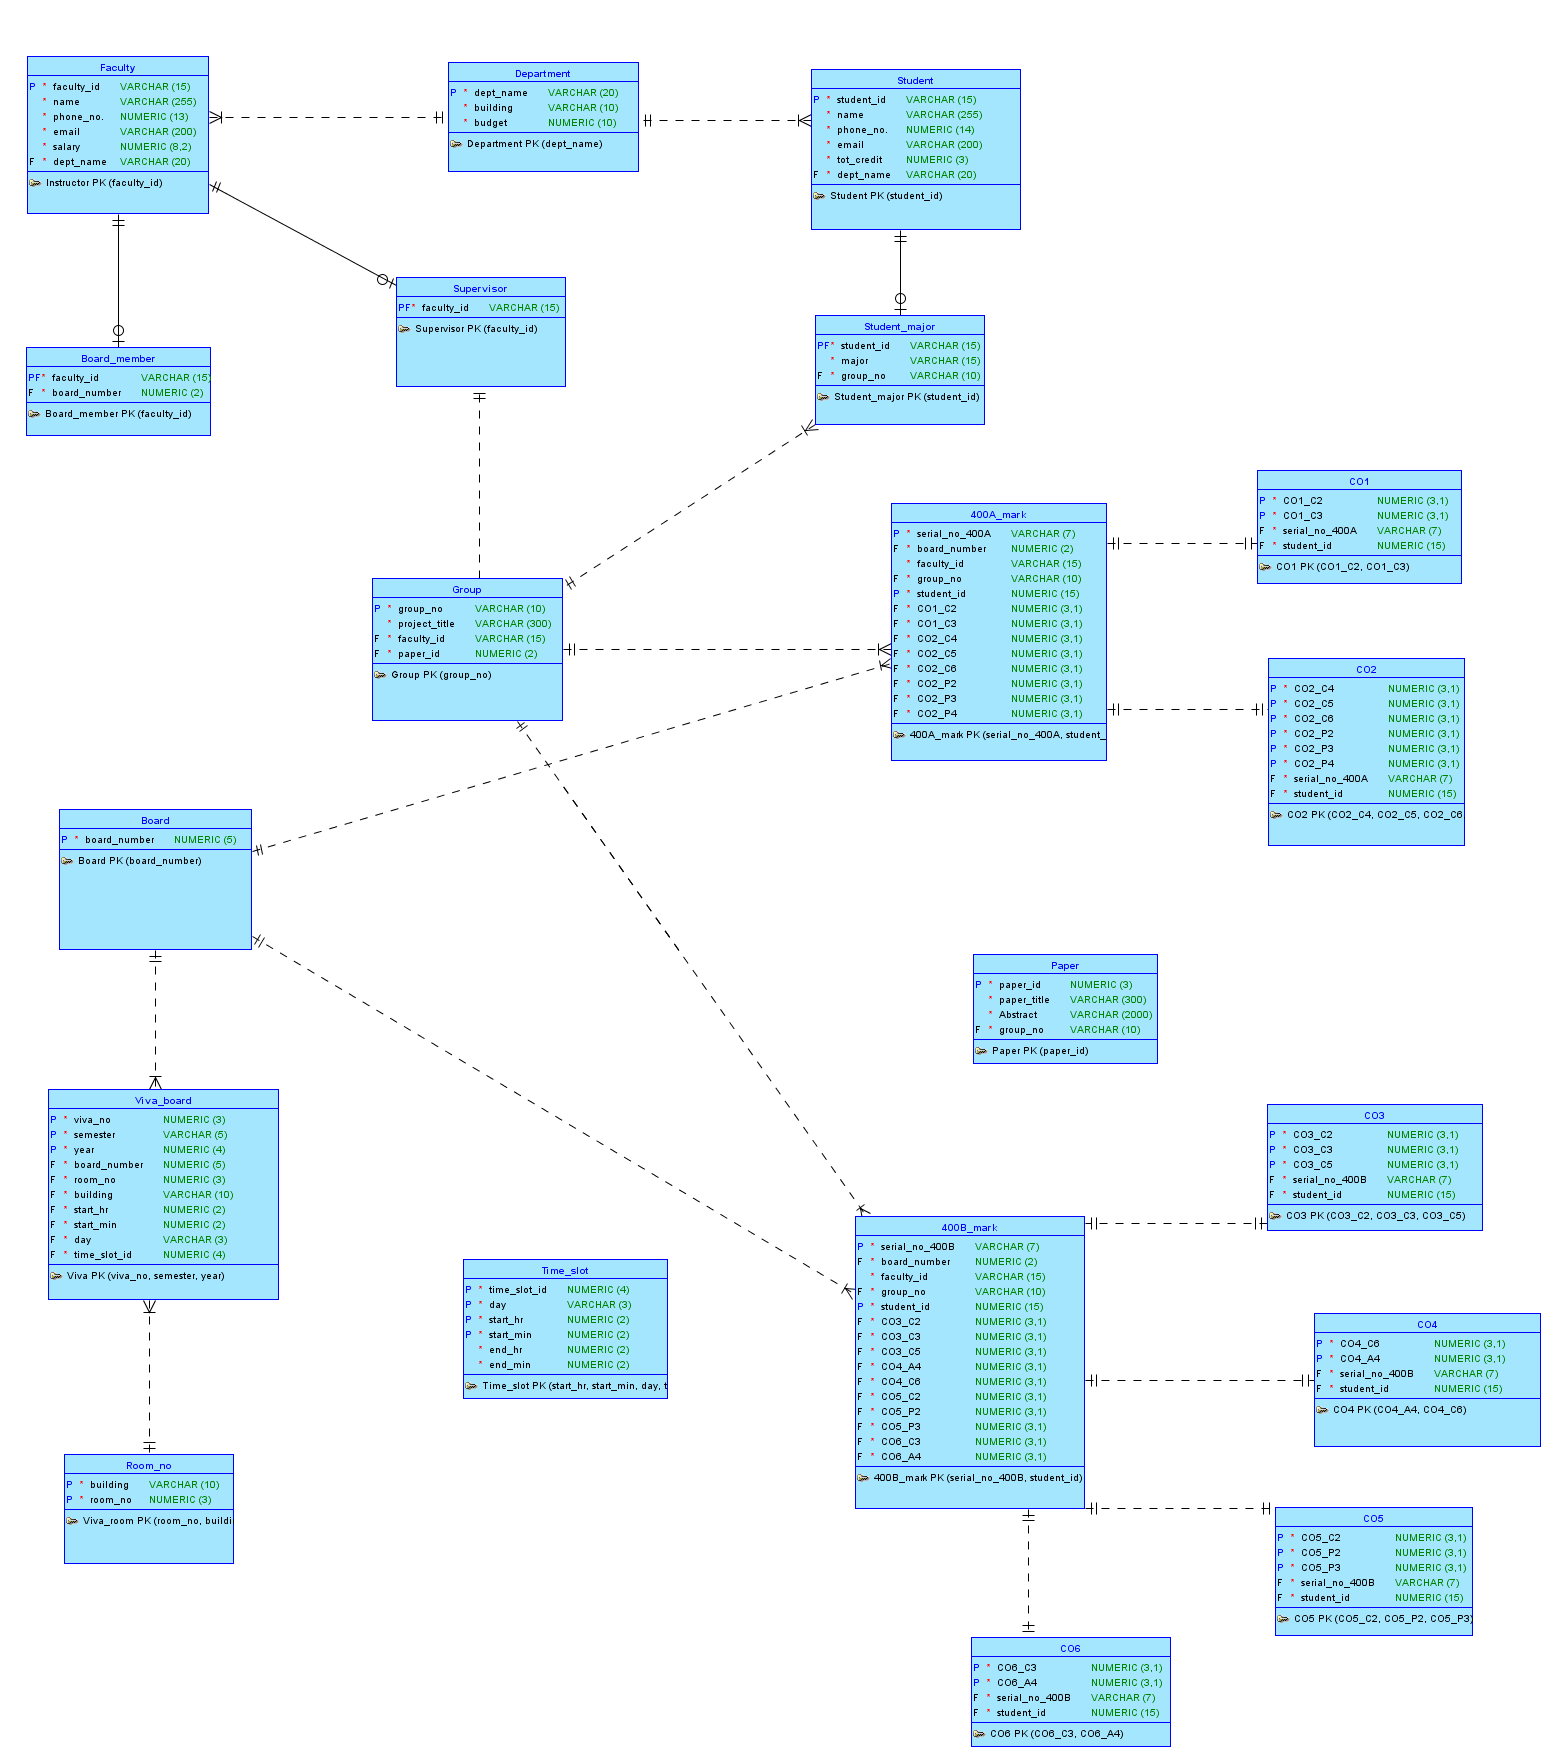 Faculty
P * faculty_id VARCHAR (15)
* name VARCHAR (255)
* phone_no. NUMERIC (13)
* email VARCHAR (200)
* salary NUMERIC (8,2)
F * dept_name VARCHAR (20)
Instructor PK (faculty_id)
Department
P * dept_name VARCHAR (20)
* building VARCHAR (10)
* budget NUMERIC (10)
Department PK (dept_name)
Student
P * student_id VARCHAR (15)
* name VARCHAR (255)
* phone_no. NUMERIC (14)
* email VARCHAR (200)
* tot_credit NUMERIC (3)
F * dept_name VARCHAR (20)
Student PK (student_id)
Supervisor
PF* faculty_id VARCHAR (15)
Supervisor PK (faculty_id)
Student_major
PF* student_id VARCHAR (15)
* major VARCHAR (15)
F * group_no VARCHAR (10)
Student_major PK (student_id)
Board_member
PF* faculty_id VARCHAR (15)
F * board_number NUMERIC (2)
Board_member PK (faculty_id)
400A_mark
P * serial_no_400A VARCHAR (7)
F * board_number NUMERIC (2)
* faculty_id VARCHAR (15)
F * group_no VARCHAR (10)
P * student_id NUMERIC (15)
F * CO1_C2 NUMERIC (3,1)
F * CO1_C3 NUMERIC (3,1)
F * CO2_C4 NUMERIC (3,1)
F * CO2_C5 NUMERIC (3,1)
F * CO2_C6 NUMERIC (3,1)
F * CO2_P2 NUMERIC (3,1)
F * CO2_P3 NUMERIC (3,1)
F * CO2_P4 NUMERIC (3,1)
400A_mark PK (serial_no_400A, student_
CO1
P * CO1_C2 NUMERIC (3,1)
P * CO1_C3 NUMERIC (3,1)
F * serial_no_400A VARCHAR (7)
F * student_id NUMERIC (15)
CO1 PK (CO1_C2, CO1_C3)
Group
P * group_no VARCHAR (10)
* project_title VARCHAR (300)
F * faculty_id VARCHAR (15)
F * paper_id NUMERIC (2)
Group PK (group_no)
CO2
P * CO2_C4 NUMERIC (3,1)
P * CO2_C5 NUMERIC (3,1)
P * CO2_C6 NUMERIC (3,1)
P * CO2_P2 NUMERIC (3,1)
P * CO2_P3 NUMERIC (3,1)
P * CO2_P4 NUMERIC (3,1)
F * serial_no_400A VARCHAR (7)
F * student_id NUMERIC (15)
CO2 PK (CO2_C4, CO2_C5, CO2_C6
Board
P * board_number NUMERIC (5)
Board PK (board_number)
Paper
P * paper_id NUMERIC (3)
* paper_title VARCHAR (300)
* Abstract VARCHAR (2000)
F * group_no VARCHAR (10)
Paper PK (paper_id)
Viva_board
P * viva_no NUMERIC (3)
P * semester VARCHAR (5)
P * year NUMERIC (4)
F * board_number NUMERIC (5)
F * room_no NUMERIC (3)
F * building VARCHAR (10)
F * start_hr NUMERIC (2)
F * start_min NUMERIC (2)
F * day VARCHAR (3)
F * time_slot_id NUMERIC (4)
Viva PK (viva_no, semester, year)
CO3
P * CO3_C2 NUMERIC (3,1)
P * CO3_C3 NUMERIC (3,1)
P * CO3_C5 NUMERIC (3,1)
F * serial_no_400B VARCHAR (7)
F * student_id NUMERIC (15)
CO3 PK (CO3_C2, CO3_C3, CO3_C5)
400B_mark
P * serial_no_400B VARCHAR (7)
F * board_number NUMERIC (2)
* faculty_id VARCHAR (15)
F * group_no VARCHAR (10)
P * student_id NUMERIC (15)
F * CO3_C2 NUMERIC (3,1)
F * CO3_C3 NUMERIC (3,1)
F * CO3_C5 NUMERIC (3,1)
F * CO4_A4 NUMERIC (3,1)
F * CO4_C6 NUMERIC (3,1)
F * CO5_C2 NUMERIC (3,1)
F * CO5_P2 NUMERIC (3,1)
F * CO5_P3 NUMERIC (3,1)
F * CO6_C3 NUMERIC (3,1)
F * CO6_A4 NUMERIC (3,1)
400B_mark PK (serial_no_400B, student_id)
Time_slot
P * time_slot_id NUMERIC (4)
P * day VARCHAR (3)
P * start_hr NUMERIC (2)
P * start_min NUMERIC (2)
* end_hr NUMERIC (2)
* end_min NUMERIC (2)
Time_slot PK (start_hr, start_min, day, t
CO4
P * CO4_C6 NUMERIC (3,1)
P * CO4_A4 NUMERIC (3,1)
F * serial_no_400B VARCHAR (7)
F * student_id NUMERIC (15)
CO4 PK (CO4_A4, CO4_C6)
Room_no
P * building VARCHAR (10)
P * room_no NUMERIC (3)
Viva_room PK (room_no, buildi
CO5
P * CO5_C2 NUMERIC (3,1)
P * CO5_P2 NUMERIC (3,1)
P * CO5_P3 NUMERIC (3,1)
F * serial_no_400B VARCHAR (7)
F * student_id NUMERIC (15)
CO5 PK (CO5_C2, CO5_P2, CO5_P3)
CO6
P * CO6_C3 NUMERIC (3,1)
P * CO6_A4 NUMERIC (3,1)
F * serial_no_400B VARCHAR (7)
F * student_id NUMERIC (15)
CO6 PK (CO6_C3, CO6_A4)